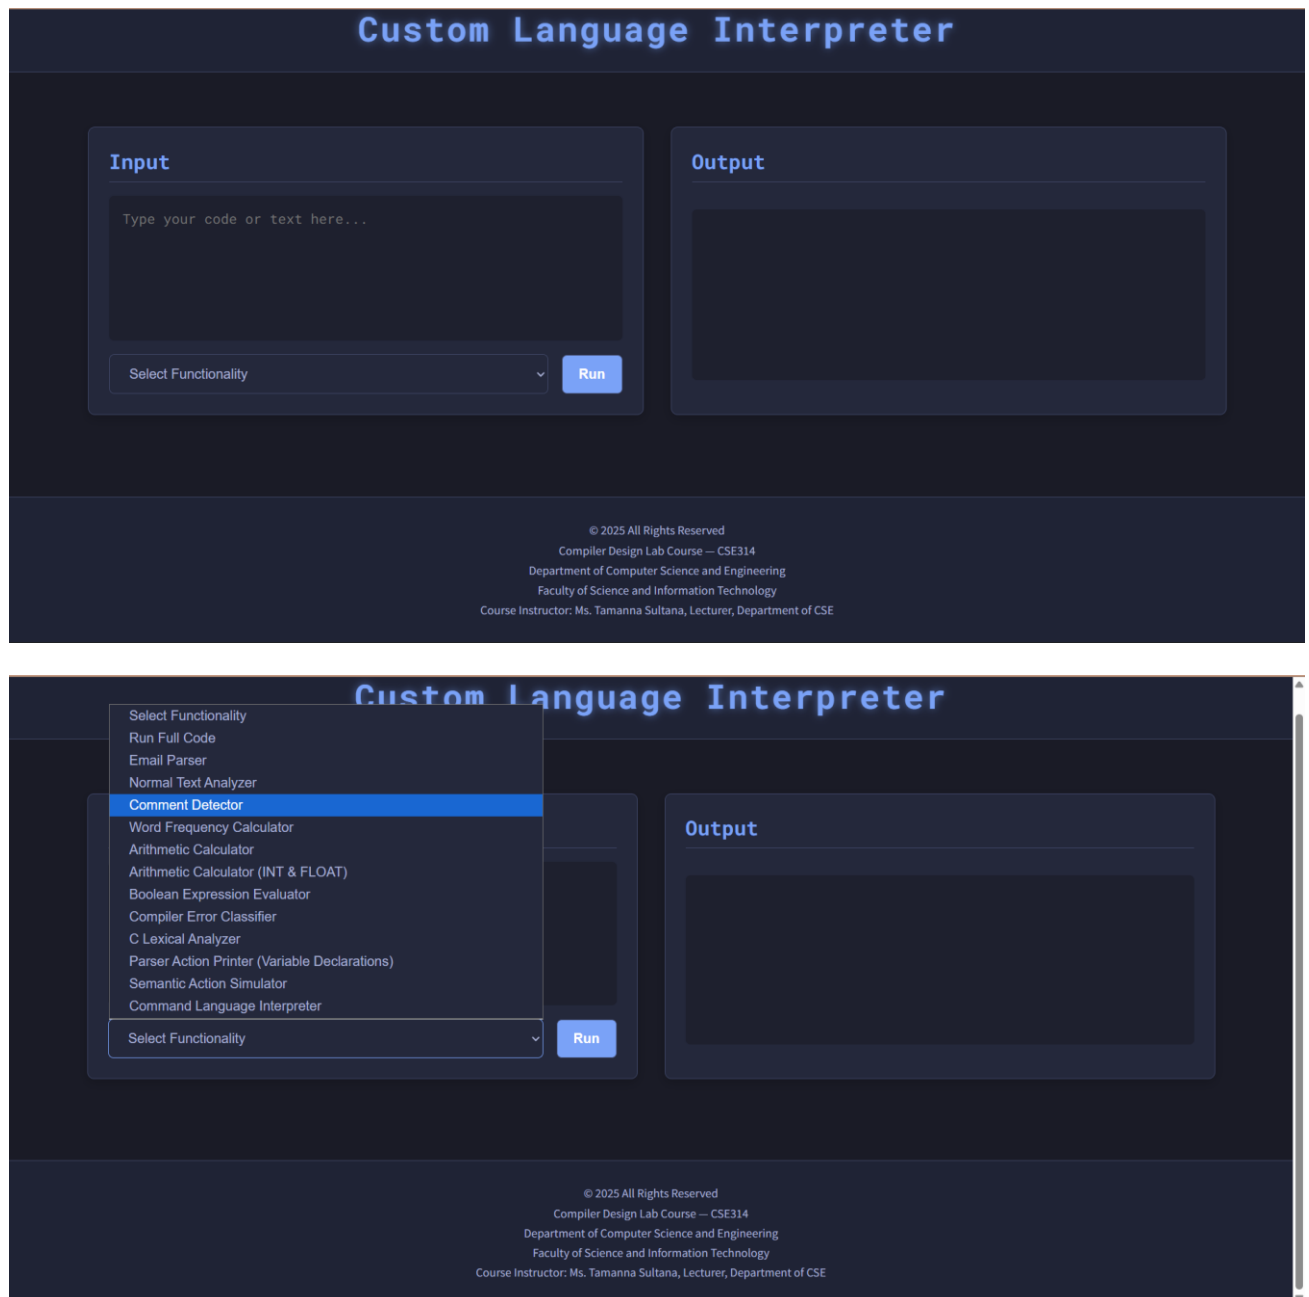 Custom Language Interpreter
Input
Output
Type your code or text here...
Select Functionality
Run
© 2025 All Rights Reserved
Compiler Design Lab Course — CSE314
Department of Computer Science and Engineering
Faculty of Science and Information Technology
Course Instructor: Ms. Tamanna Sultana, Lecturer, Department of CSE
Custom Language Interpreter
Select Functionality
Run Full Code
Email Parser
Normal Text Analyzer
Comment Detector
Word Frequency Calculator
Arithmetic Calculator
Arithmetic Calculator (INT & FLOAT)
Boolean Expression Evaluator
Compiler Error Classifier
C Lexical Analyzer
Parser Action Printer (Variable Declarations)
Semantic Action Simulator
Command Language Interpreter
Select Functionality
Run
Output
© 2025 All Rights Reserved
Compiler Design Lab Course — CSE314
Department of Computer Science and Engineering
Faculty of Science and Information Technology
Course Instructor: Ms. Tamanna Sultana, Lecturer, Department of CSE